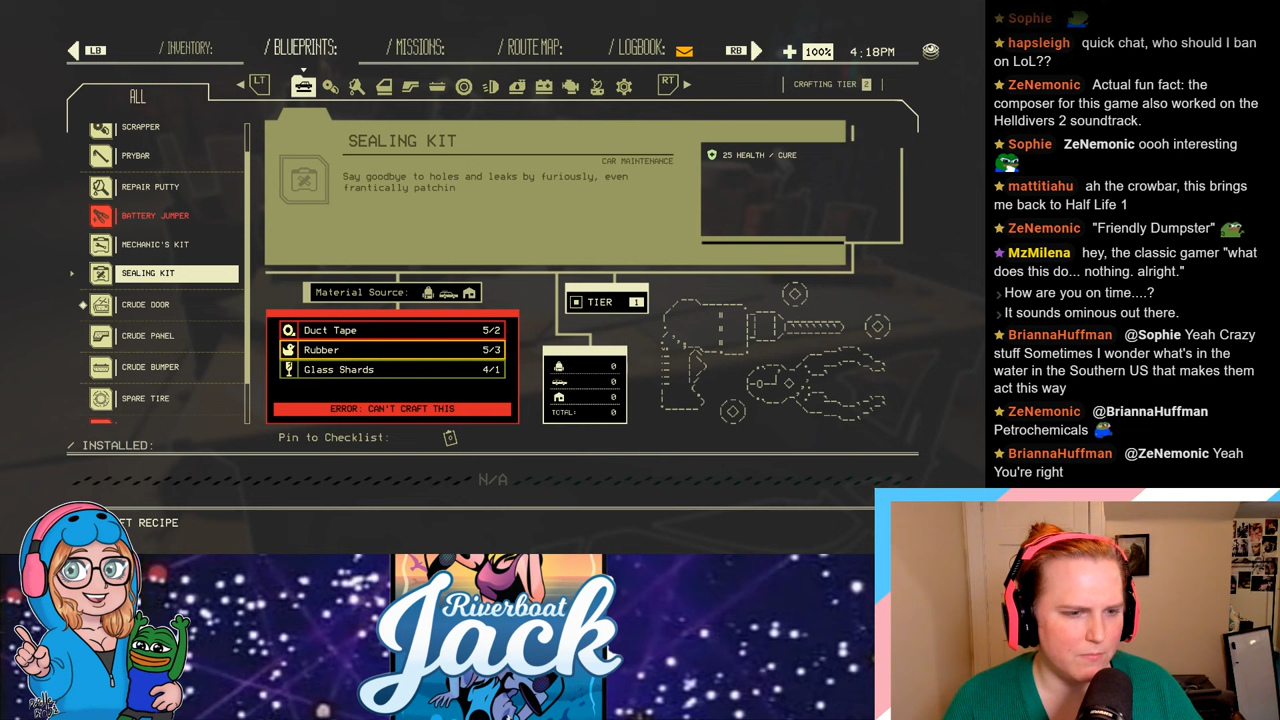 LB
/ INVENTORY:
/ BLUEPRINTS:
/ MISSIONS:
/ ROUTE MAP:
/ LOGBOOK:
RB
100%
4:18PM
LT
RT
CRAFTING TIER 2
ALL
SCRAPPER
PRYBAR
REPAIR PUTTY
BATTERY JUMPER
MECHANIC'S KIT
SEALING KIT
CRUDE DOOR
CRUDE PANEL
CRUDE BUMPER
SPARE TIRE
SEALING KIT
CAR MAINTENANCE
Say goodbye to holes and leaks by furiously, even
frantically patchin
25 HEALTH / CURE
Material Source:
TIER 1
Duct Tape 5/2
Rubber 5/3
Glass Shards 4/1
ERROR: CAN'T CRAFT THIS
0
0
0
TOTAL: 0
Pin to Checklist:
/ INSTALLED:
N/A
FT RECIPE
Riverboat
Jack
Sophie
hapsleigh quick chat, who should I ban
on LoL??
ZeNemonic Actual fun fact: the
composer for this game also worked on the
Helldivers 2 soundtrack.
Sophie ZeNemonic oooh interesting
mattitiahu ah the crowbar, this brings
me back to Half Life 1
ZeNemonic "Friendly Dumpster"
MzMilena hey, the classic gamer "what
does this do... nothing. alright."
How are you on time....?
It sounds ominous out there.
BriannaHuffman @Sophie Yeah Crazy
stuff Sometimes I wonder what's in the
water in the Southern US that makes them
act this way
ZeNemonic @BriannaHuffman
Petrochemicals
BriannaHuffman @ZeNemonic Yeah
You're right